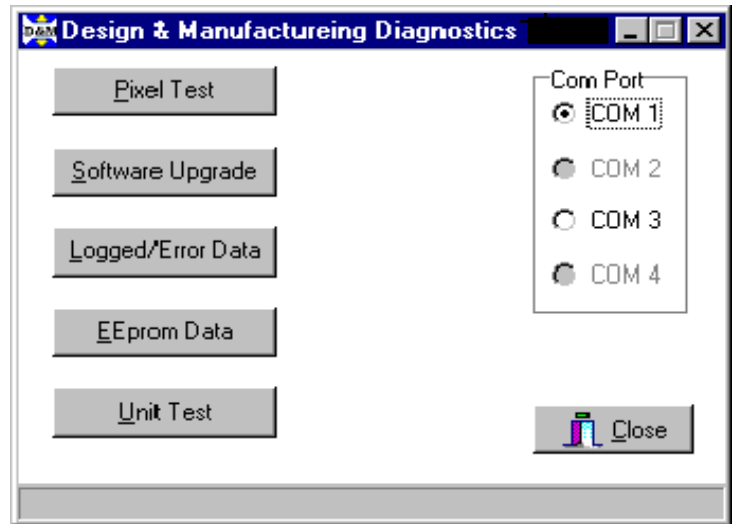 D&M Design & Manufactureing Diagnostics
Pixel Test
Software Upgrade
Logged/Error Data
EEprom Data
Unit Test
Com Port
COM 1
COM 2
COM 3
COM 4
Close